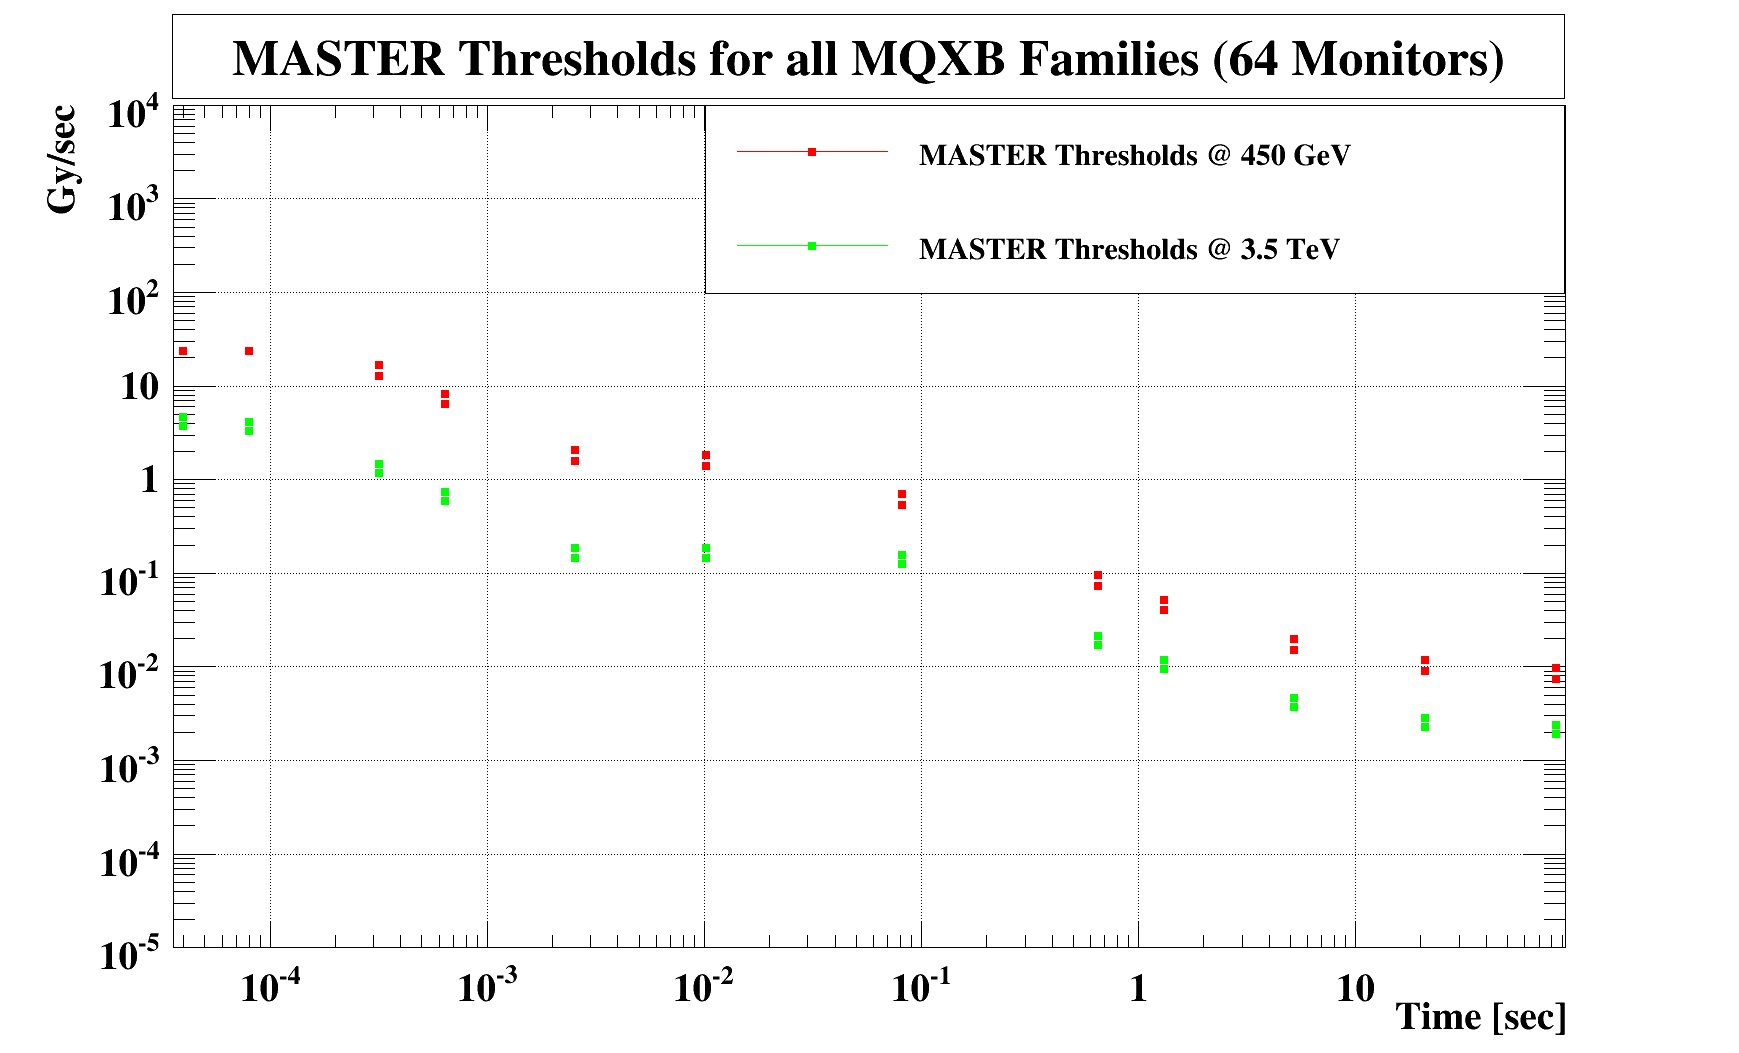 MASTER Thresholds for all MQXB Families (64 Monitors)
Gy/sec
MASTER Thresholds @ 450 GeV
MASTER Thresholds @ 3.5 TeV
10^4
10^3
10^2
10
1
10^-1
10^-2
10^-3
10^-4
10^-5
10^-4 10^-3 10^-2 10^-1 1 10
Time [sec]